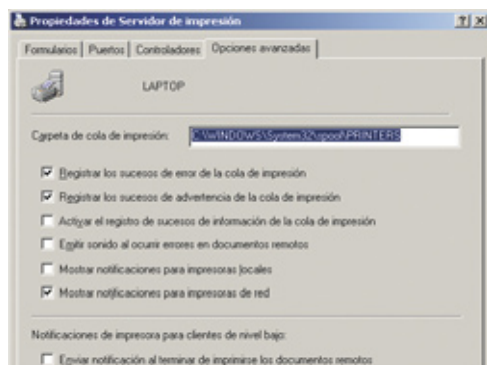 Propiedades de Servidor de impresión
Formularios Puertos Controladores Opciones avanzadas
LAPTOP
Carpeta de cola de impresión: C:\WINDOWS\System32\spool\PRINTERS
Registrar los sucesos de error de la cola de impresión
Registrar los sucesos de advertencia de la cola de impresión
Activar el registro de sucesos de información de la cola de impresión
Emitir sonido al ocurrir errores en documentos remotos
Mostrar notificaciones para impresoras locales
Mostrar notificaciones para impresoras de red
Notificaciones de impresora para clientes de nivel bajo:
Enviar notificación al terminar de imprimirse los documentos remotos